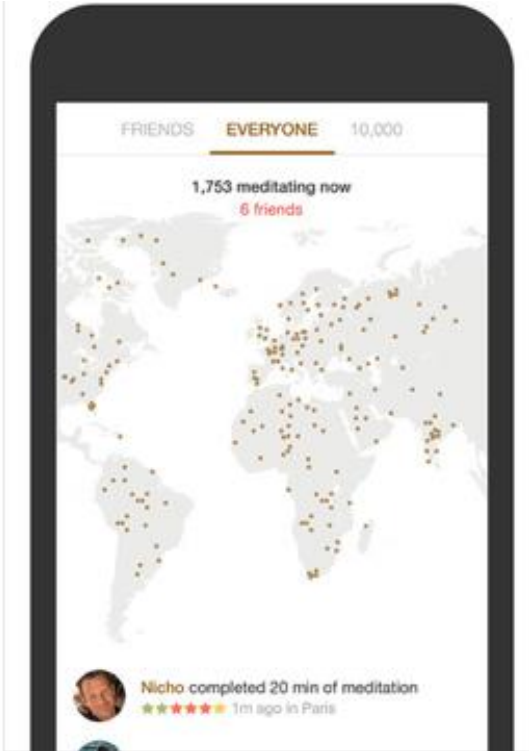 FRIENDS EVERYONE 10,000
1,753 meditating now
6 friends
Nicho completed 20 min of meditation
1m ago in Paris